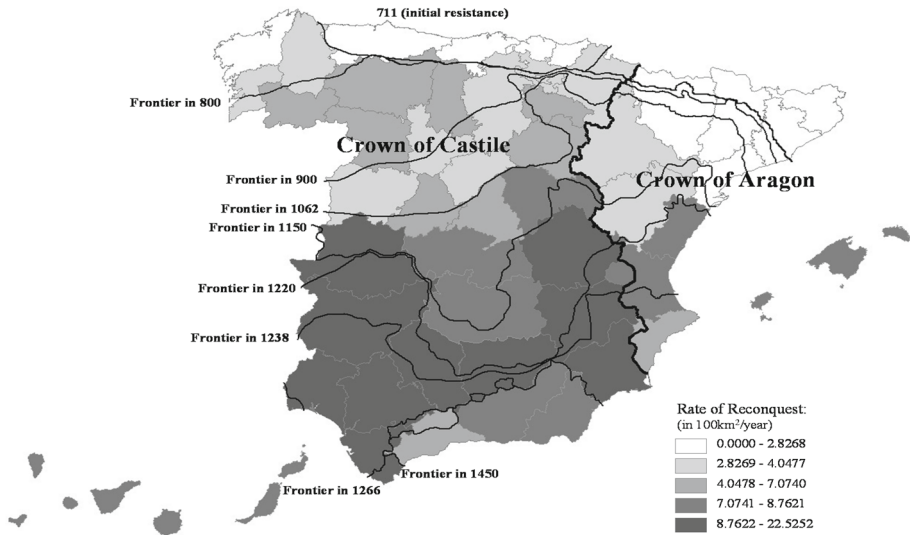 711 (initial resistance)
Frontier in 800
Crown of Castile
Frontier in 900
Crown of Aragon
Frontier in 1062
Frontier in 1150
Frontier in 1220
Frontier in 1238
Rate of Reconquest:
(in 100km²/year)
0.0000 - 2.8268
2.8269 - 4.0477
4.0478 - 7.0740
7.0741 - 8.7621
8.7622 - 22.5252
Frontier in 1450
Frontier in 1266